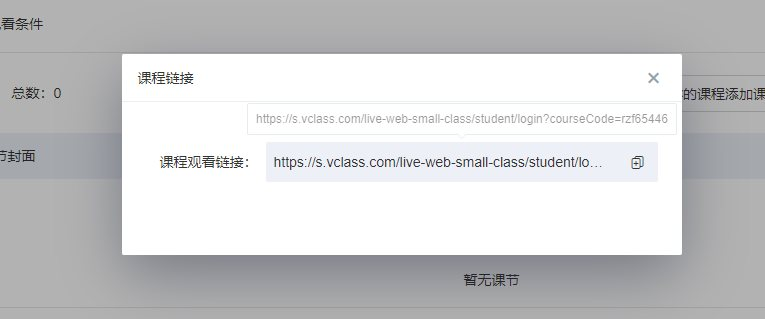 看条件
课程链接
总数：0
的课程添加课
https://s.vclass.com/live-web-small-class/student/login?courseCode=rzf65446
节封面
课程观看链接：
https://s.vclass.com/live-web-small-class/student/lo...
暂无课节